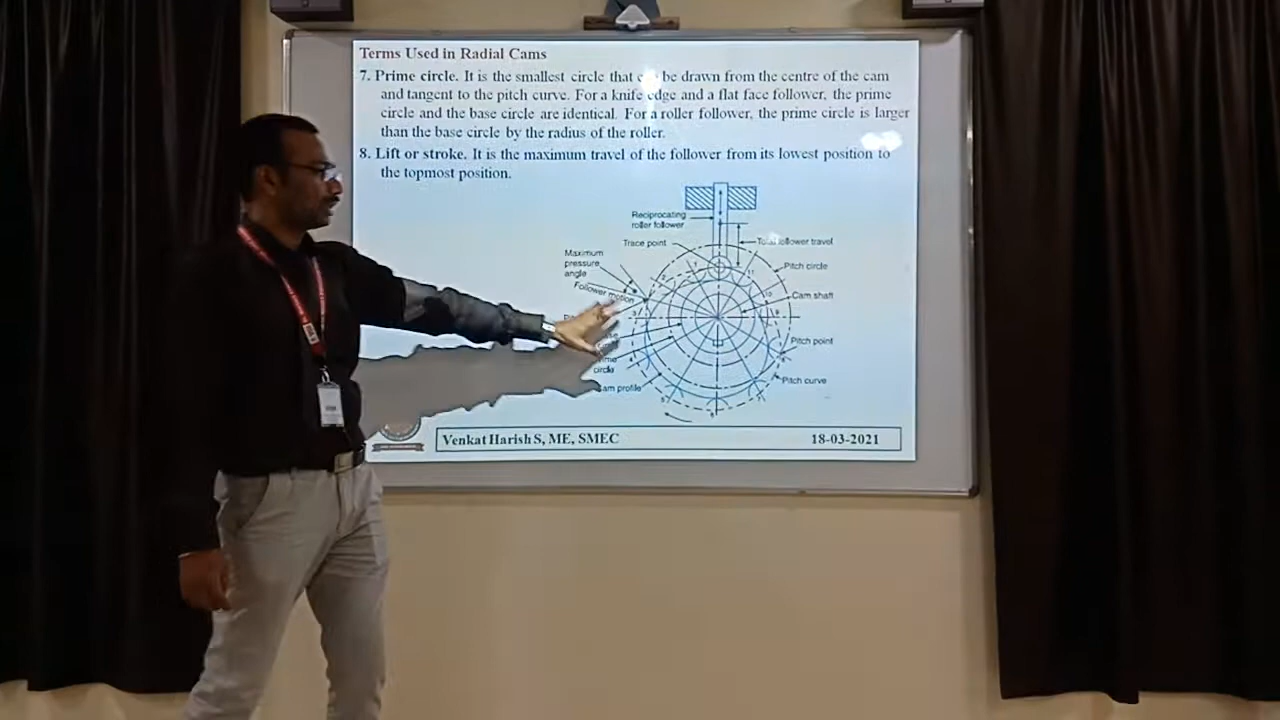 Terms Used in Radial Cams
7. Prime circle. It is the smallest circle that be drawn from the centre of the cam
and tangent to the pitch curve. For a knife edge and a flat face follower, the prime
circle and the base circle are identical. For a roller follower, the prime circle is larger
than the base circle by the radius of the roller.
8. Lift or stroke. It is the maximum travel of the follower from its lowest position to
the topmost position.
Reciprocating
roller follower
Trace point
Total follower travel
Maximum
pressure
angle
Pitch circle
Follower motion
Cam shaft
Pitch point
circle
Pitch curve
Cam profile
Venkat Harish S, ME, SMEC 18-03-2021